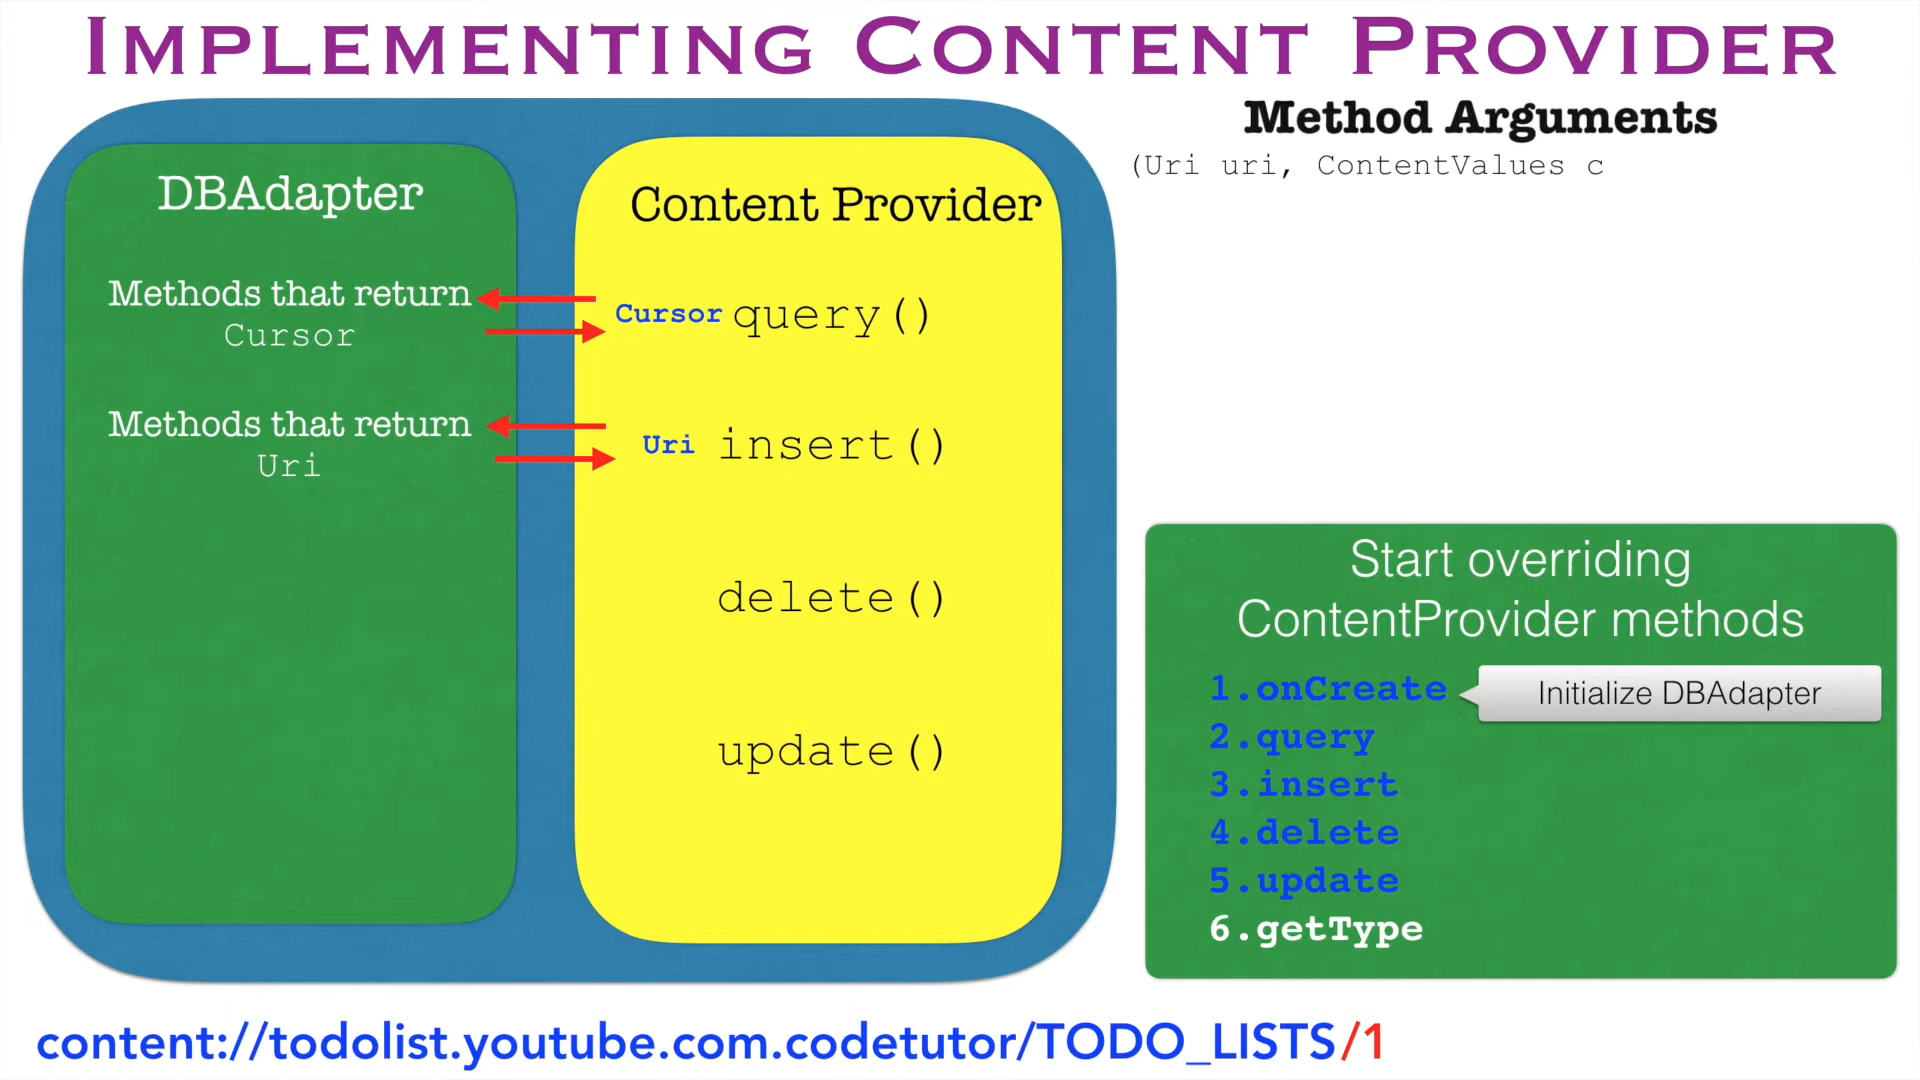 IMPLEMENTING CONTENT PROVIDER
Method Arguments
(Uri uri, ContentValues c
DBAdapter
Methods that return
Cursor
Methods that return
Uri
Content Provider
Cursor query()
Uri insert()
delete()
update()
Start overriding
ContentProvider methods
1.onCreate
Initialize DBAdapter
2.query
3.insert
4.delete
5.update
6.getType
content://todolist.youtube.com.codetutor/TODO_LISTS/1